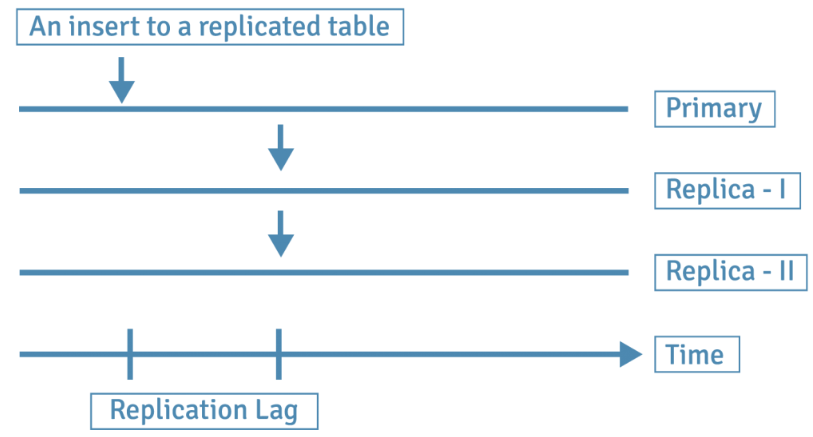 An insert to a replicated table
Primary
Replica - I
Replica - II
Time
Replication Lag